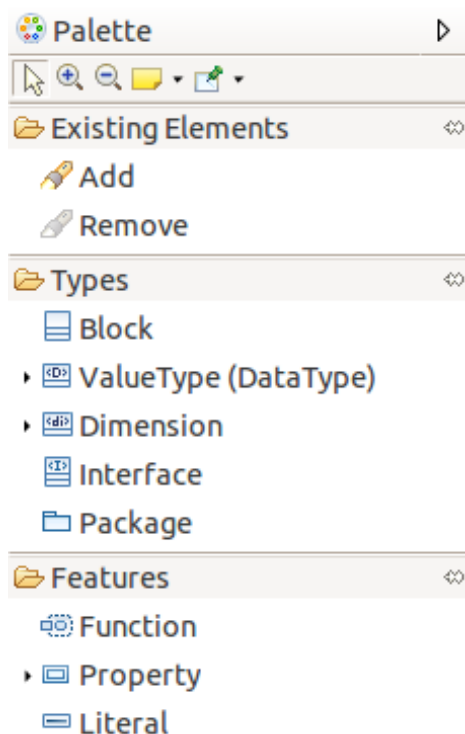 Palette
Existing Elements
Add
Remove
Types
Block
ValueType (DataType)
Dimension
Interface
Package
Features
Function
Property
Literal